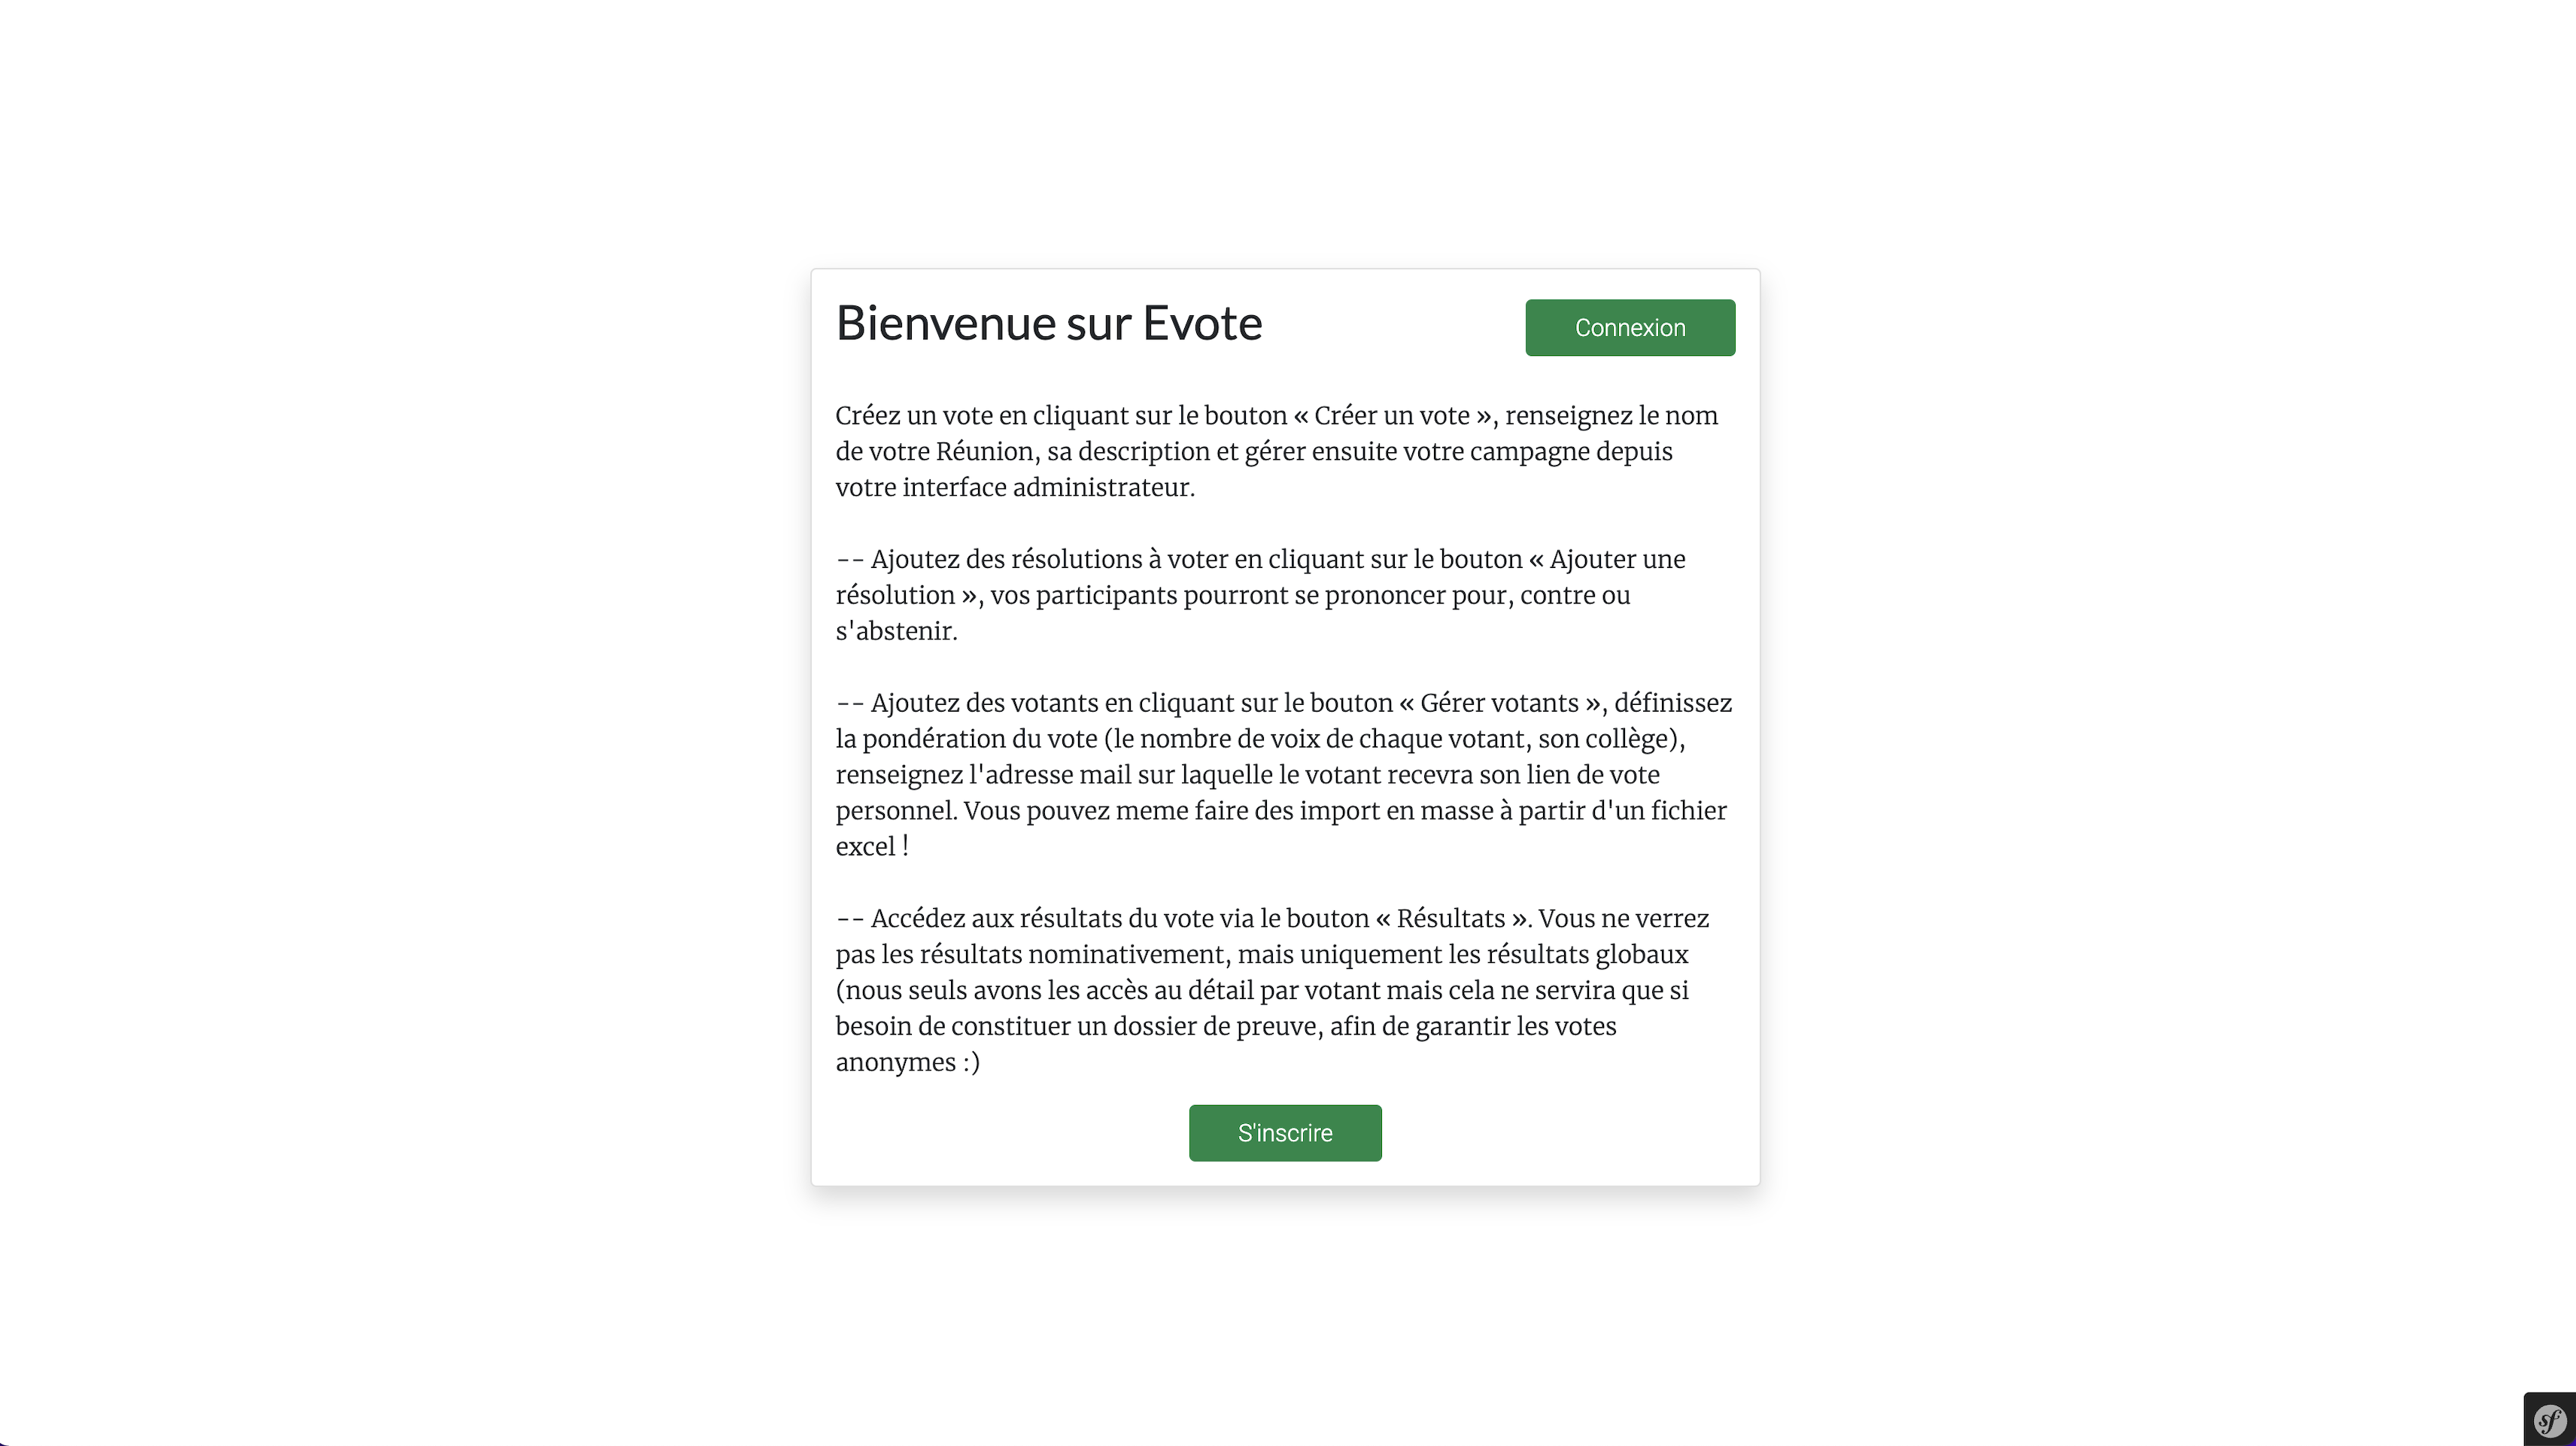 Bienvenue sur Evote
Connexion
Créez un vote en cliquant sur le bouton « Créer un vote », renseignez le nom
de votre Réunion, sa description et gérer ensuite votre campagne depuis
votre interface administrateur.
-- Ajoutez des résolutions à voter en cliquant sur le bouton « Ajouter une
résolution », vos participants pourront se prononcer pour, contre ou
s'abstenir.
-- Ajoutez des votants en cliquant sur le bouton « Gérer votants », définissez
la pondération du vote (le nombre de voix de chaque votant, son collège),
renseignez l'adresse mail sur laquelle le votant recevra son lien de vote
personnel. Vous pouvez meme faire des import en masse à partir d'un fichier
excel !
-- Accédez aux résultats du vote via le bouton « Résultats ». Vous ne verrez
pas les résultats nominativement, mais uniquement les résultats globaux
(nous seuls avons les accès au détail par votant mais cela ne servira que si
besoin de constituer un dossier de preuve, afin de garantir les votes
anonymes :)
S'inscrire
sf